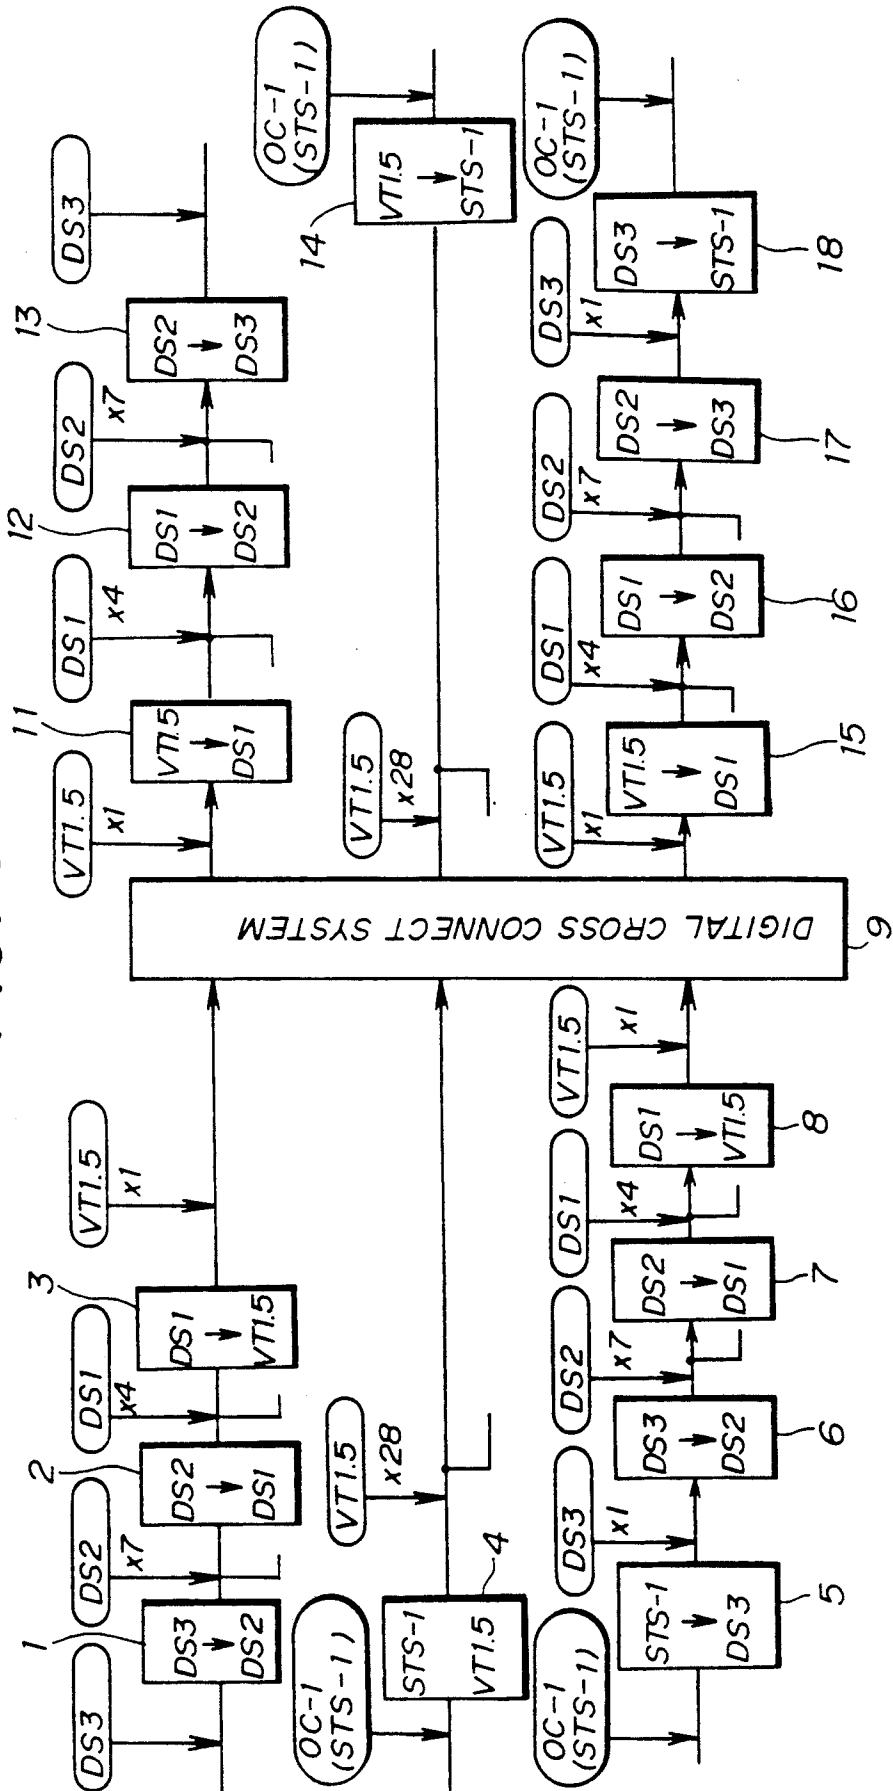 DS3
1
DS3
↓
DS2
DS2
x7
2
DS2
↓
DS1
DS1
x4
3
DS1
↓
VT1.5
VT1.5
x1
OC-1
(STS-1)
STS-1
VT1.5
4
VT1.5
x28
OC-1
(STS-1)
STS-1
↓
DS3
5
DS3
x1
DS3
↓
DS2
6
DS2
x7
DS2
↓
DS1
7
DS1
x4
DS1
↓
VT1.5
8
VT1.5
x1
DIGITAL CROSS CONNECT SYSTEM
9
VT1.5
x1
11
VT1.5
↓
DS1
DS1
x4
12
DS1
↓
DS2
DS2
x7
13
DS2
↓
DS3
DS3
VT1.5
x28
14
VT1.5
↓
STS-1
OC-1
(STS-1)
VT1.5
x1
VT1.5
↓
DS1
15
DS1
x4
DS1
↓
DS2
16
DS2
x7
DS2
↓
DS3
17
DS3
x1
DS3
↓
STS-1
18
OC-1
(STS-1)